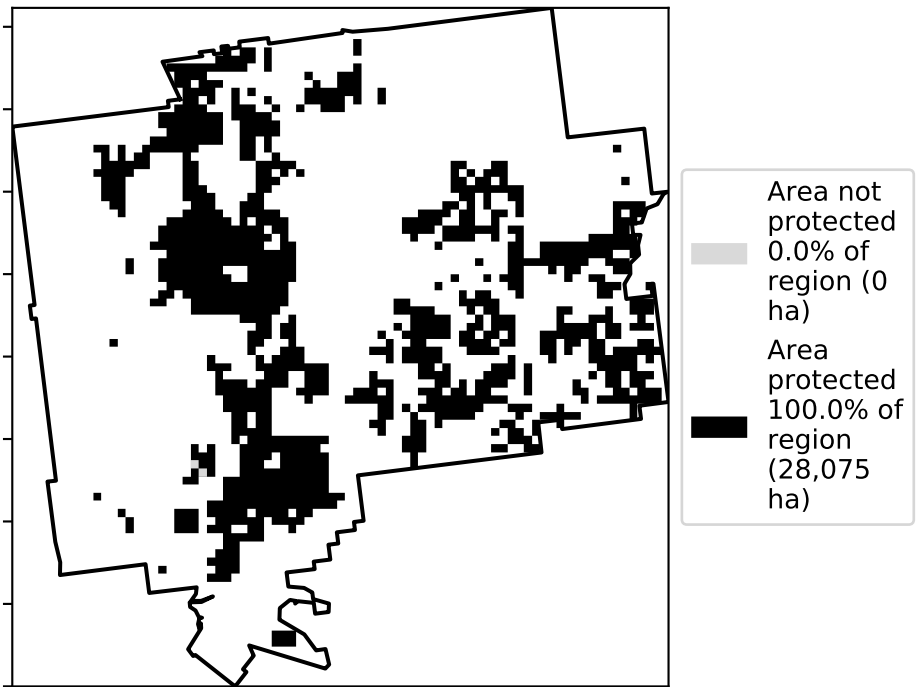 Area not
protected
0.0% of
region (0
ha)
Area
protected
100.0% of
region
(28,075
ha)